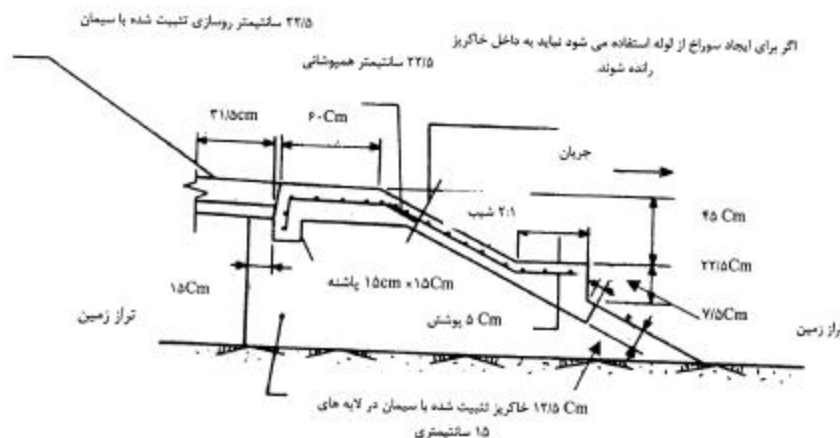 ۲۲/۵ سانتیمتر روسازی تثبیت شده با سیمان
اگر برای ایجاد سوراخ از لوله استفاده می شود نباید به داخل خاکریز
رانده شوند.
۲۲/۵ سانتیمتر همپوشانی
۳۱/۵cm
۶۰Cm
جریان
۲:۱ شیب
۴۵ Cm
۲۲/۵Cm
۷/۵Cm
۱۵Cm
۱۵cm ×۱۵Cm پاشنه
۵ Cm پوشش
تراز زمین
راز زمین
۱۲/۵ Cm خاکریز تثبیت شده با سیمان در لایه های
۱۵ سانتیمتری